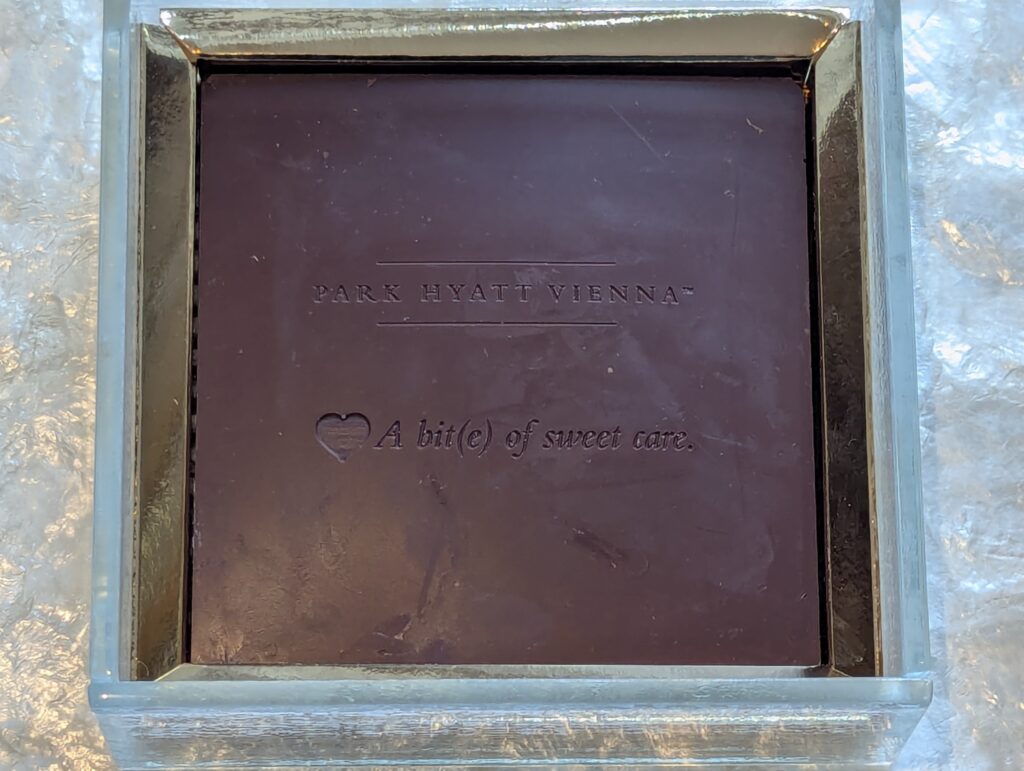 PARK HYATT VIENNA™
A bit(e) of sweet care.